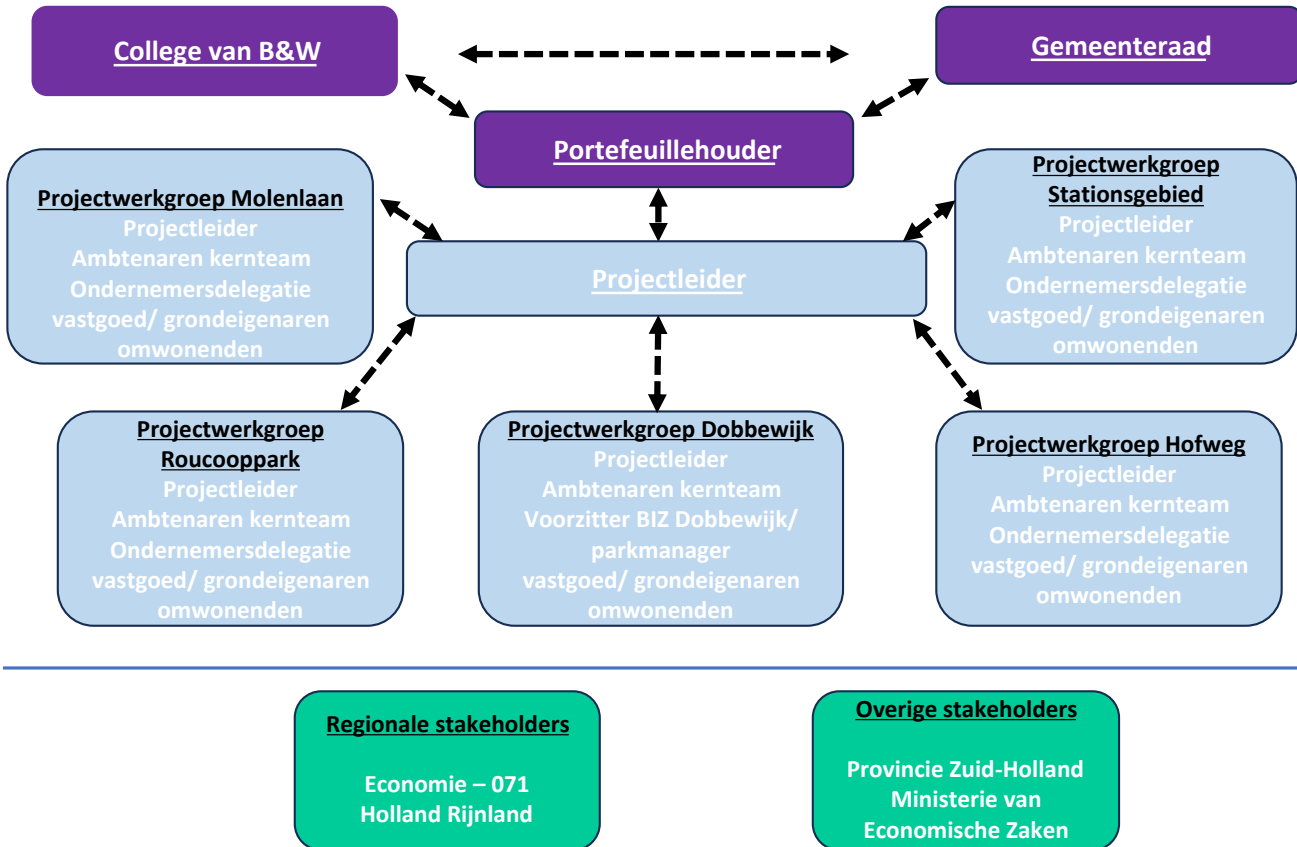 College van B&W
Gemeenteraad
Portefeuillehouder
Projectwerkgroep Molenlaan
Projectleider
Ambtenaren kernteam
Ondernemersdelegatie
vastgoed/ grondeigenaren
omwonenden
Projectwerkgroep
Stationsgebied
Projectleider
Ambtenaren kernteam
Ondernemersdelegatie
vastgoed/ grondeigenaren
omwonenden
Projectleider
Projectwerkgroep
Roucooppark
Projectleider
Ambtenaren kernteam
Ondernemersdelegatie
vastgoed/ grondeigenaren
omwonenden
Projectwerkgroep Dobbewijk
Projectleider
Ambtenaren kernteam
Voorzitter BIZ Dobbewijk/
parkmanager
vastgoed/ grondeigenaren
omwonenden
Projectwerkgroep Hofweg
Projectleider
Ambtenaren kernteam
Ondernemersdelegatie
vastgoed/ grondeigenaren
omwonenden
Regionale stakeholders
Economie – 071
Holland Rijnland
Overige stakeholders
Provincie Zuid-Holland
Ministerie van
Economische Zaken